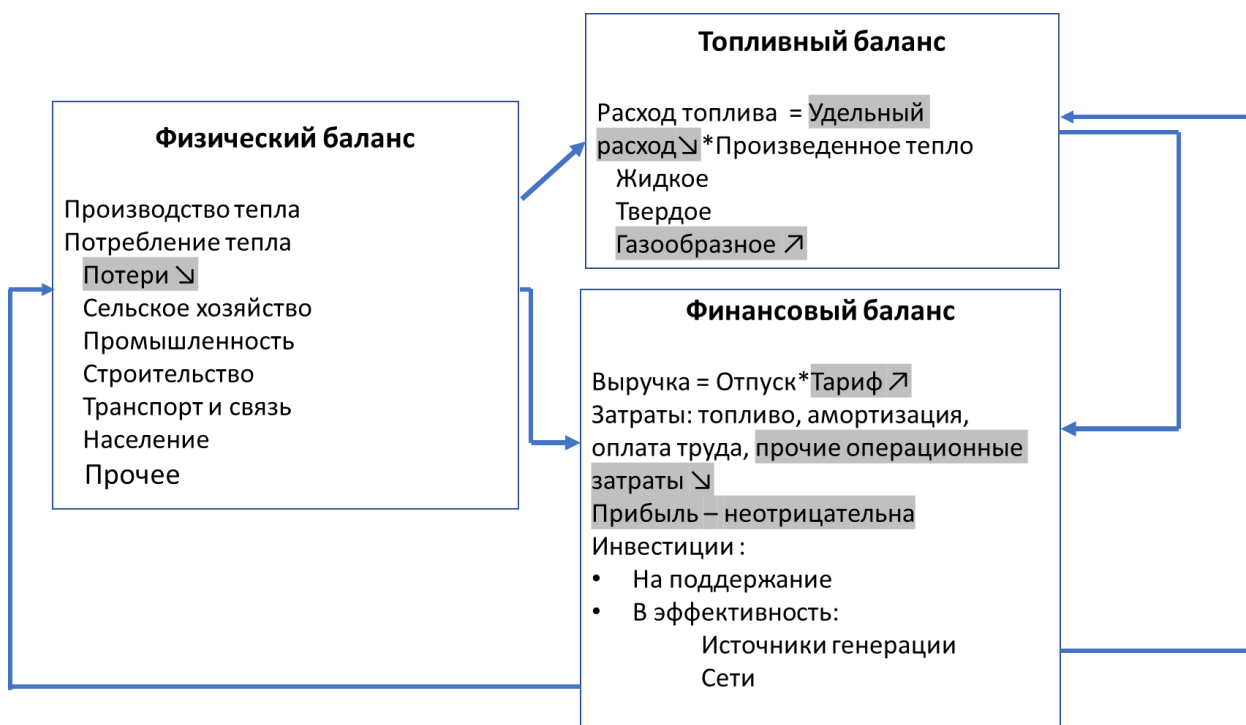 Физический баланс
Производство тепла
Потребление тепла
Потери ↘
Сельское хозяйство
Промышленность
Строительство
Транспорт и связь
Население
Прочее
Топливный баланс
Расход топлива = Удельный
расход↘*Произведенное тепло
Жидкое
Твердое
Газообразное ↗
Финансовый баланс
Выручка = Отпуск*Тариф ↗
Затраты: топливо, амортизация,
оплата труда, прочие операционные
затраты ↘
Прибыль – неотрицательна
Инвестиции :
• На поддержание
• В эффективность:
Источники генерации
Сети